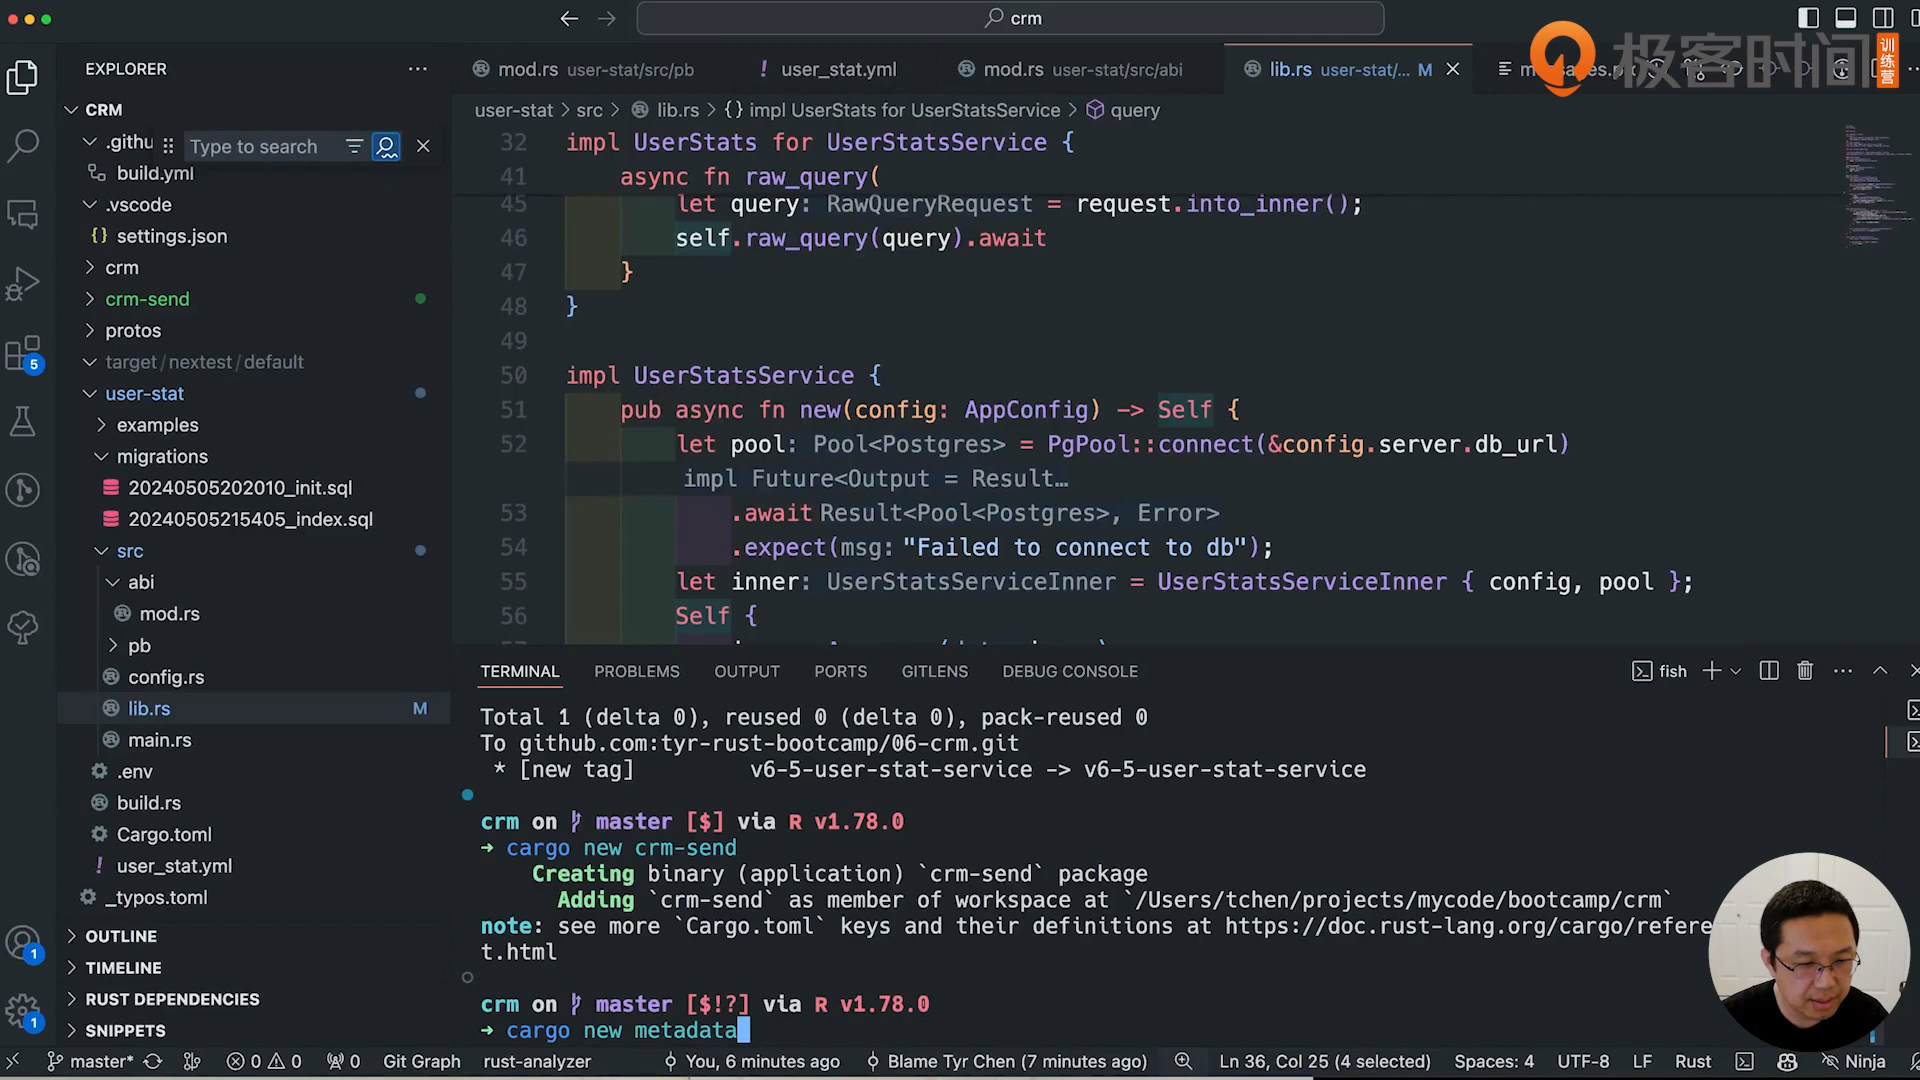 crm
极客时间
训练营
EXPLORER
CRM
.githu
Type to search
build.yml
.vscode
settings.json
crm
crm-send
protos
target / nextest / default
user-stat
examples
migrations
20240505202010_init.sql
20240505215405_index.sql
src
abi
mod.rs
pb
config.rs
lib.rs M
main.rs
.env
build.rs
Cargo.toml
user_stat.yml
_typos.toml
OUTLINE
TIMELINE
RUST DEPENDENCIES
SNIPPETS
5
1
1
mod.rs user-stat/src/pb
user_stat.yml
mod.rs user-stat/src/abi
lib.rs user-stat/... M
user-stat > src > lib.rs > {} impl UserStats for UserStatsService > query
32 impl UserStats for UserStatsService {
41 async fn raw_query(
45 let query: RawQueryRequest = request.into_inner();
46 self.raw_query(query).await
47 }
48 }
49
50 impl UserStatsService {
51 pub async fn new(config: AppConfig) -> Self {
52 let pool: Pool<Postgres> = PgPool::connect(&config.server.db_url)
impl Future<Output = Result…
53 .await Result<Pool<Postgres>, Error>
54 .expect(msg: "Failed to connect to db");
55 let inner: UserStatsServiceInner = UserStatsServiceInner { config, pool };
56 Self {
TERMINAL PROBLEMS OUTPUT PORTS GITLENS DEBUG CONSOLE
fish
Total 1 (delta 0), reused 0 (delta 0), pack-reused 0
To github.com:tyr-rust-bootcamp/06-crm.git
* [new tag] v6-5-user-stat-service -> v6-5-user-stat-service
crm on master [$] via R v1.78.0
➜ cargo new crm-send
Creating binary (application) `crm-send` package
Adding `crm-send` as member of workspace at `/Users/tchen/projects/mycode/bootcamp/crm`
note: see more `Cargo.toml` keys and their definitions at https://doc.rust-lang.org/cargo/refere
t.html
crm on master [$!?] via R v1.78.0
➜ cargo new metadata
master* 0 0 0 Git Graph rust-analyzer You, 6 minutes ago Blame Tyr Chen (7 minutes ago) Ln 36, Col 25 (4 selected) Spaces: 4 UTF-8 LF Rust Ninja